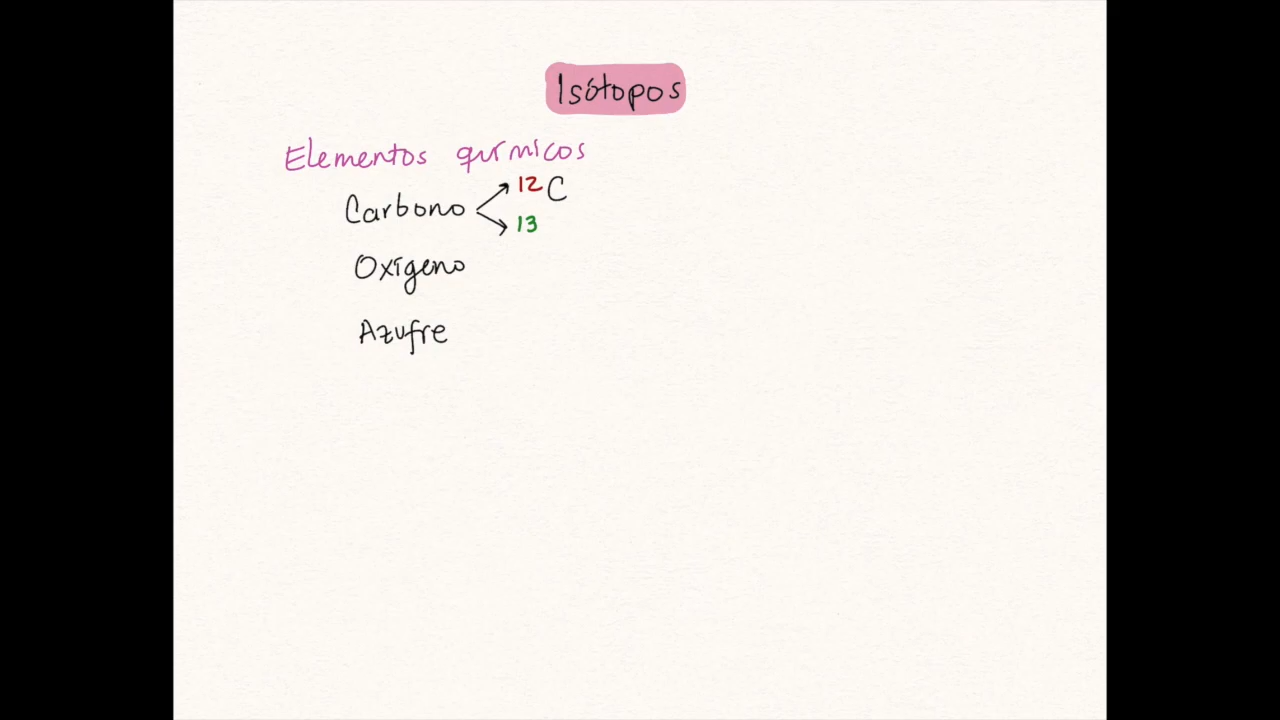 Isótopos
Elementos químicos
Carbono 12 C
13
Oxígeno
Azufre